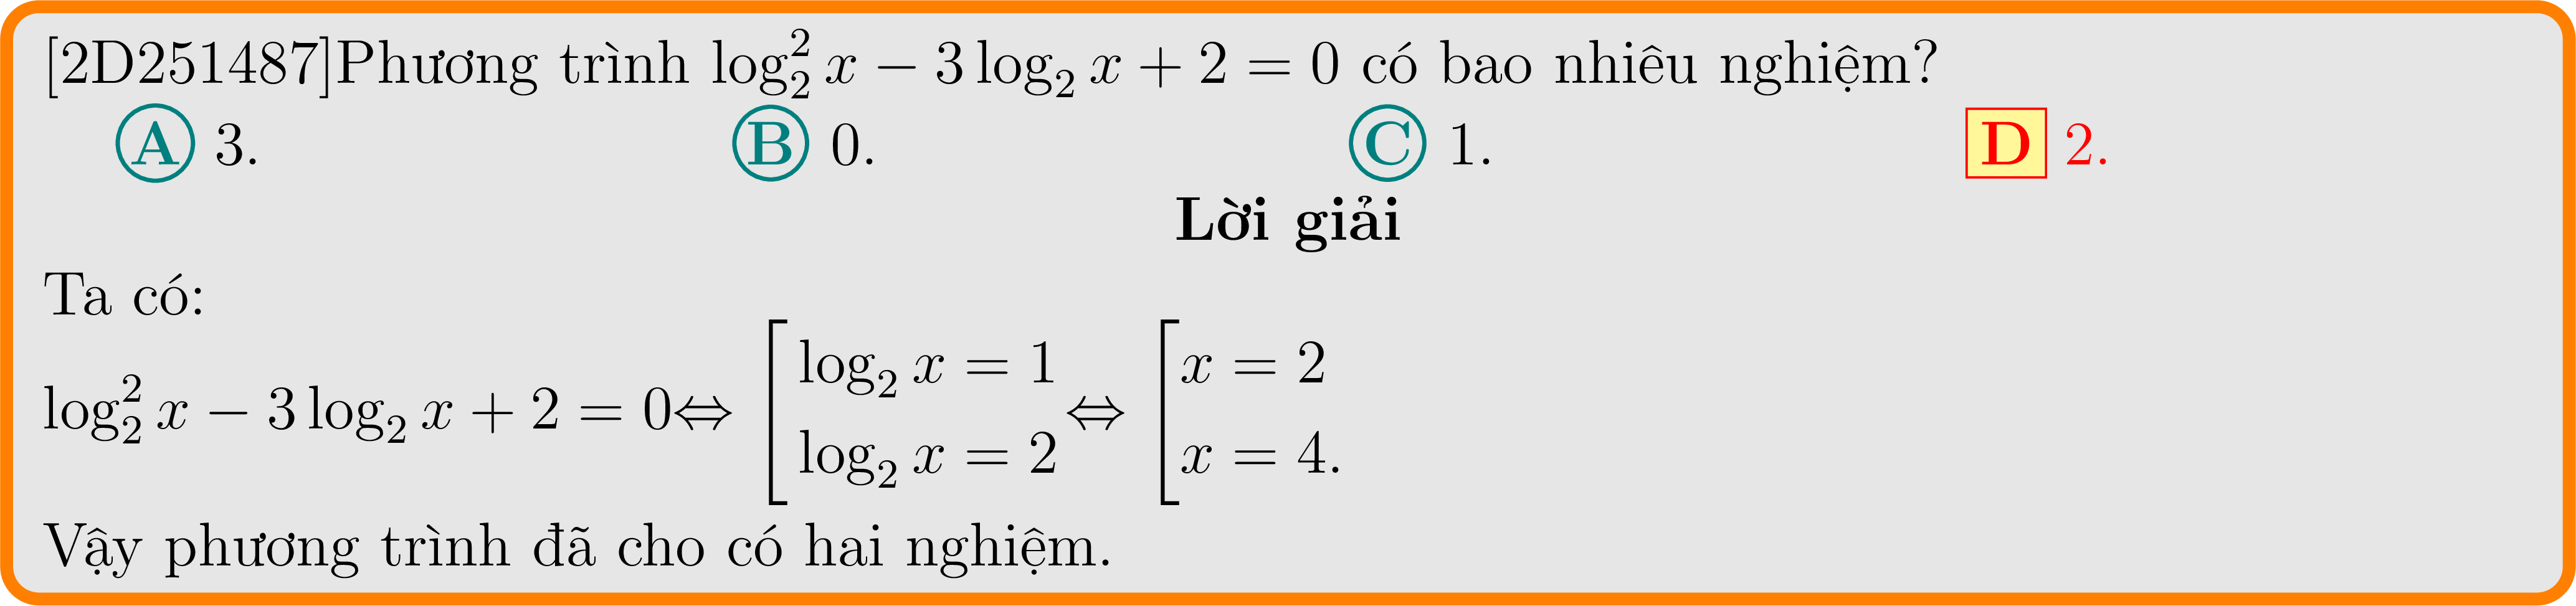 [2D251487]Phương trình $\log_2^2 x - 3\log_2 x + 2 = 0$ có bao nhiêu nghiệm?
A 3. B 0. C 1. D 2.
Lời giải
Ta có:
$\log_2^2 x - 3\log_2 x + 2 = 0 \Leftrightarrow \left[\begin{array}{l} \log_2 x = 1 \\ \log_2 x = 2 \end{array}\right. \Leftrightarrow \left[\begin{array}{l} x = 2 \\ x = 4. \end{array}\right.$
Vậy phương trình đã cho có hai nghiệm.